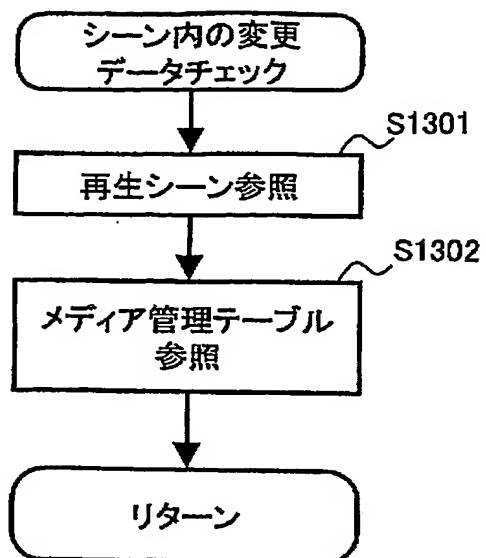 シーン内の変更
データチェック
S1301
再生シーン参照
S1302
メディア管理テーブル
参照
リターン